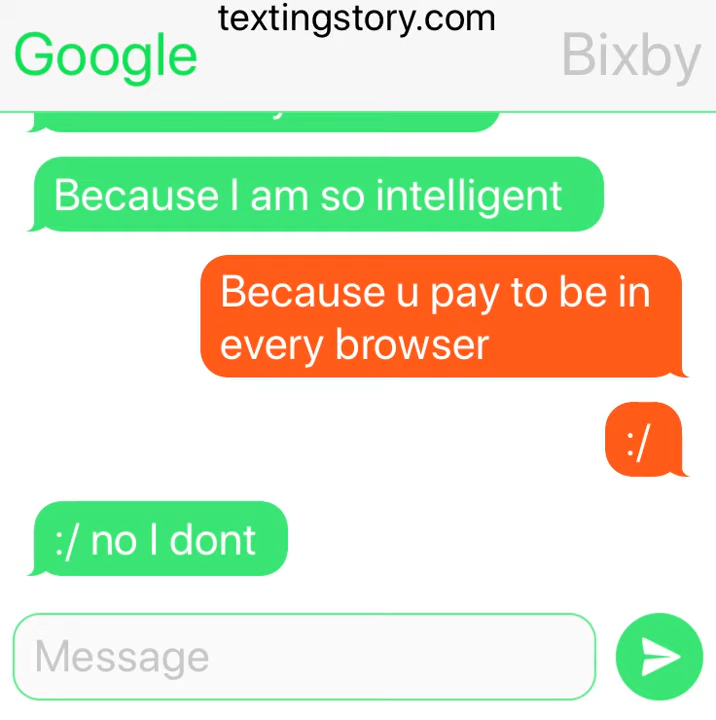 textingstory.com
Google
Bixby
Because I am so intelligent
Because u pay to be in
every browser
:/
:/ no I dont
Message